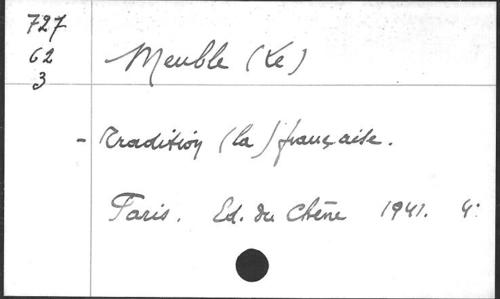 727
62
3
Meuble (Le)
- Tradition (la) française.
Paris. Ed. du Chêne 1941. 4°